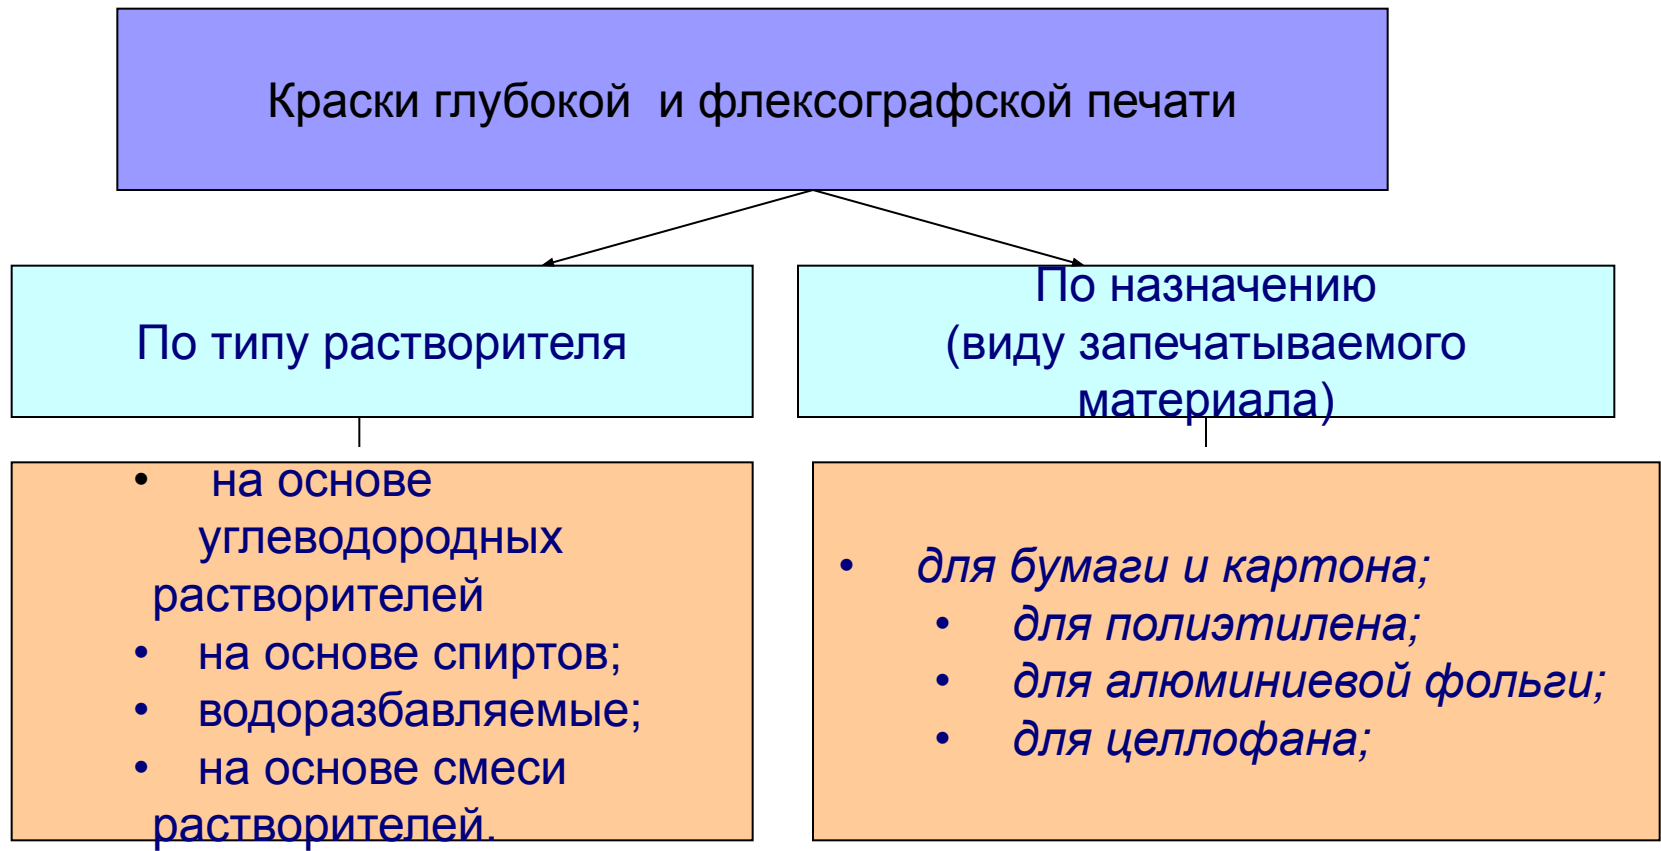 Краски глубокой и флексографской печати
По типу растворителя
По назначению
(виду запечатываемого
материала)
• на основе
углеводородных
растворителей
• на основе спиртов;
• водоразбавляемые;
• на основе смеси
растворителей.
• для бумаги и картона;
• для полиэтилена;
• для алюминиевой фольги;
• для целлофана;